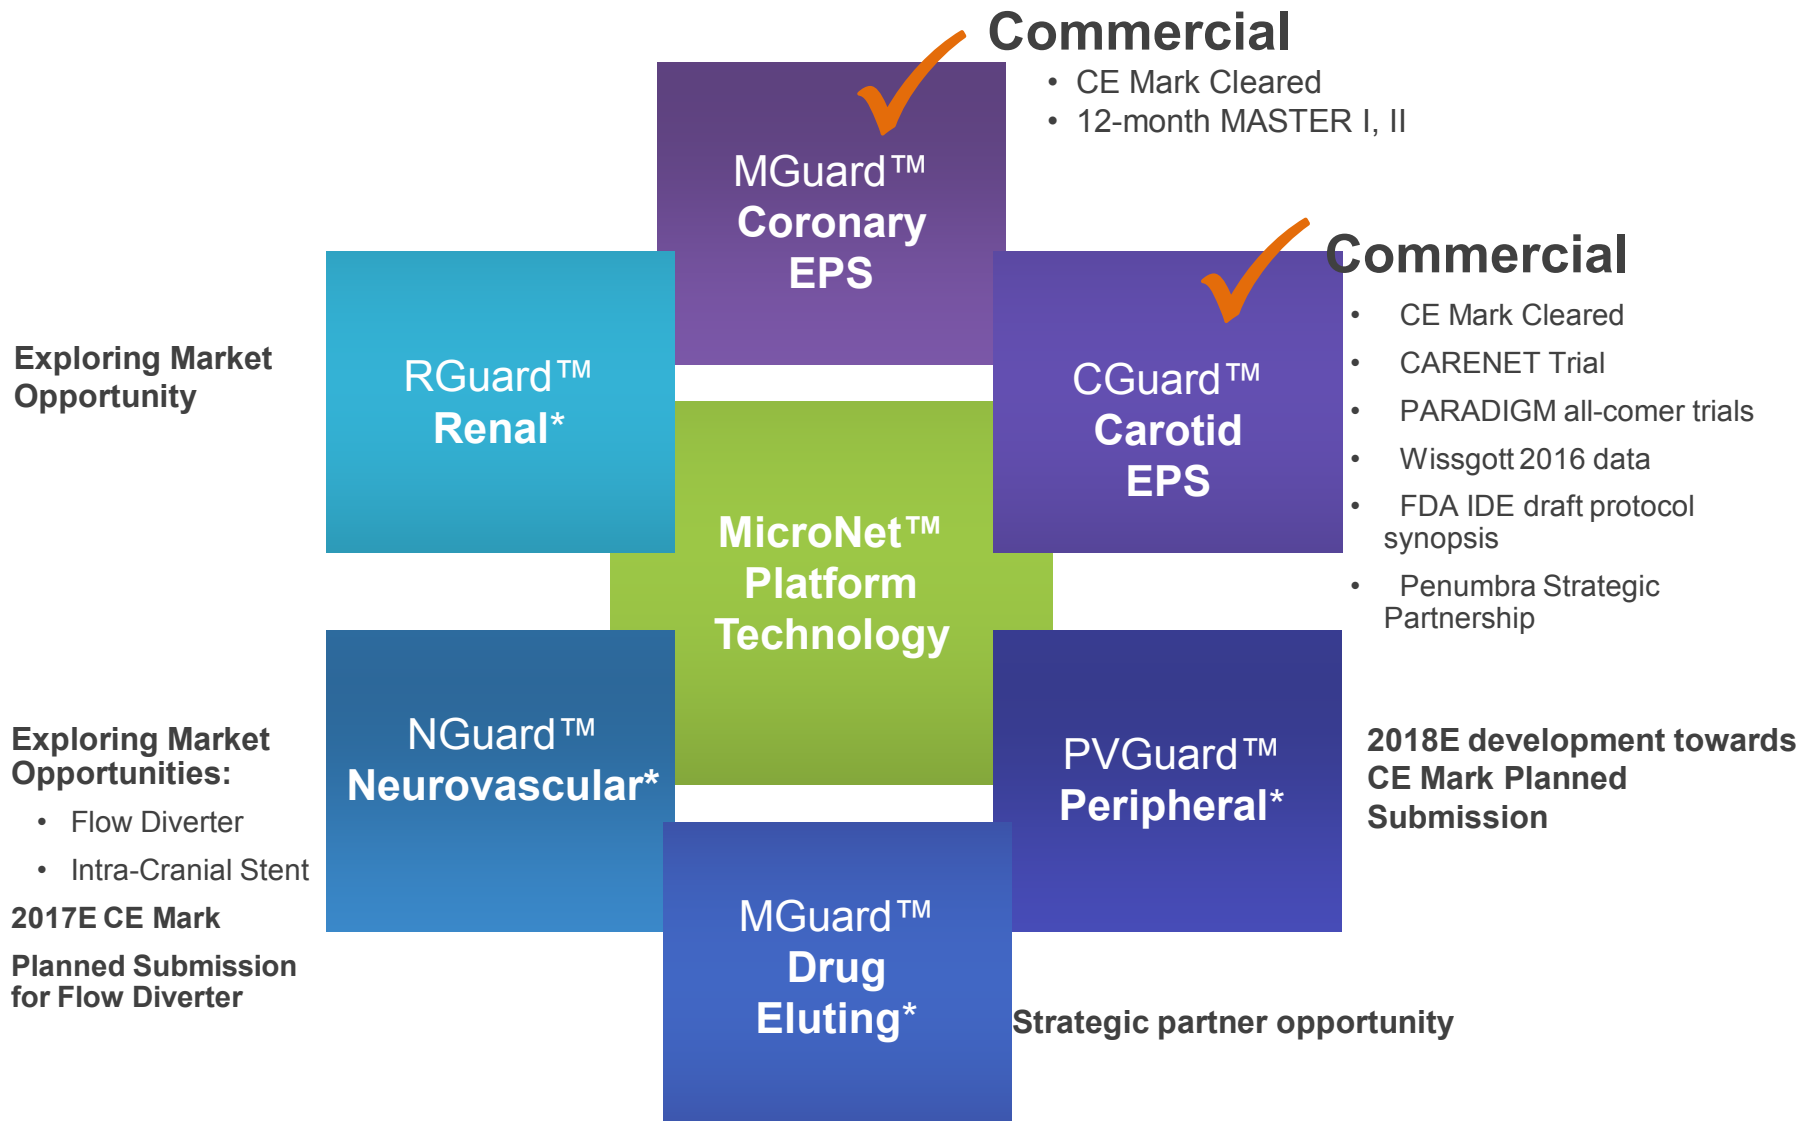 Commercial
• CE Mark Cleared
• 12-month MASTER I, II
MGuard™
Coronary
EPS
Commercial
• CE Mark Cleared
• CARENET Trial
• PARADIGM all-comer trials
• Wissgott 2016 data
• FDA IDE draft protocol
synopsis
• Penumbra Strategic
Partnership
CGuard™
Carotid
EPS
Exploring Market
Opportunity
RGuard™
Renal*
MicroNet™
Platform
Technology
Exploring Market
Opportunities:
• Flow Diverter
• Intra-Cranial Stent
2017E CE Mark
Planned Submission
for Flow Diverter
NGuard™
Neurovascular*
PVGuard™
Peripheral*
2018E development towards
CE Mark Planned
Submission
MGuard™
Drug
Eluting*
Strategic partner opportunity